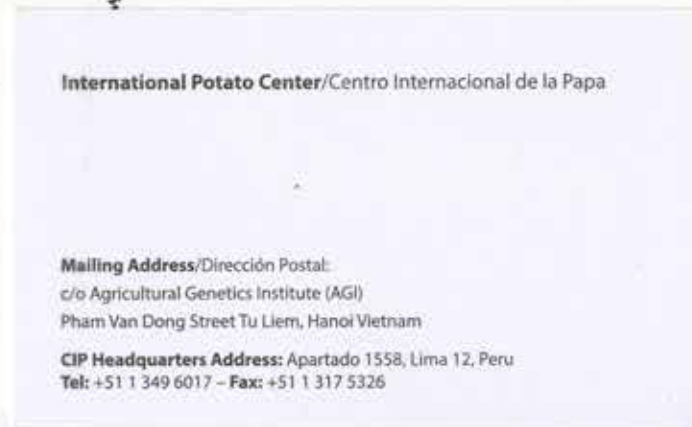 International Potato Center/Centro Internacional de la Papa
Mailing Address/Dirección Postal:
c/o Agricultural Genetics Institute (AGI)
Pham Van Dong Street Tu Liem, Hanoi Vietnam
CIP Headquarters Address: Apartado 1558, Lima 12, Peru
Tel: +51 1 349 6017 – Fax: +51 1 317 5326